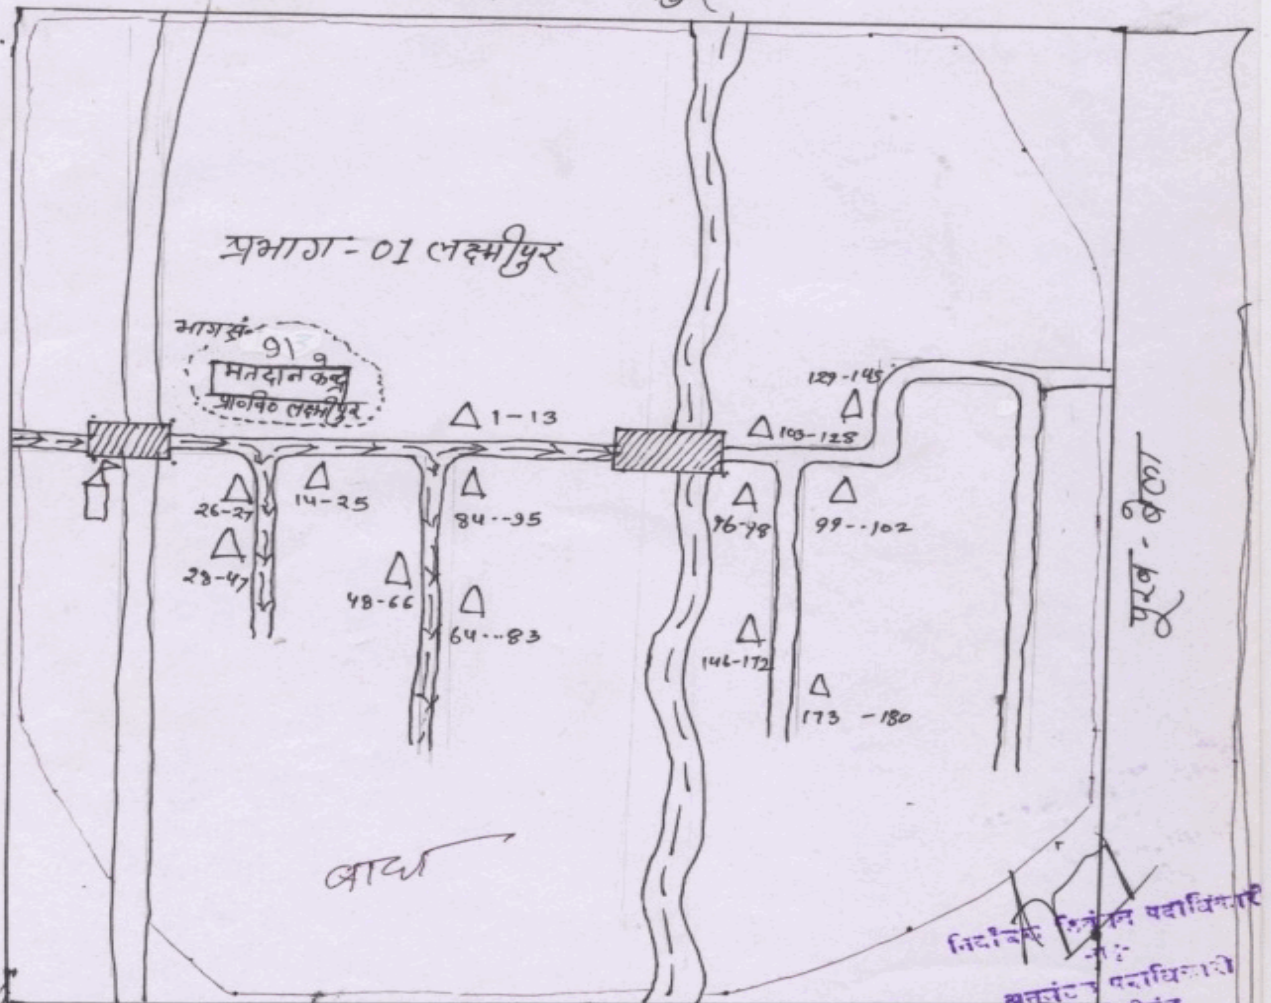 प्रभाग - 01 लक्ष्मीपुर
भाग सं-
91
मतदान केन्द्र
प्रा०वि० लक्ष्मीपुर
1-13
129-145
103-128
26-27
14-25
84--95
96-98
99--102
28-47
48-66
64--83
146-172
173 -180
पूरब - बेला
पदाधिकारी